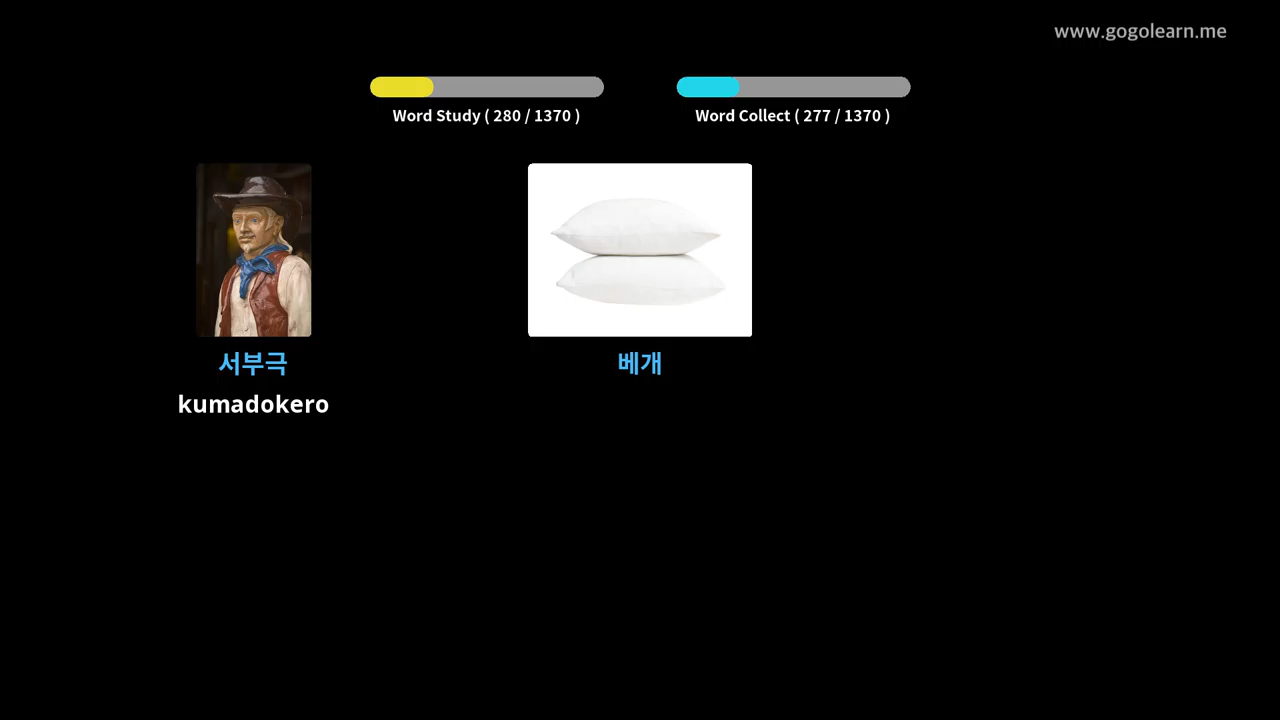 www.gogolearn.me
Word Study ( 280 / 1370 )
Word Collect ( 277 / 1370 )
서부극
베개
kumadokero